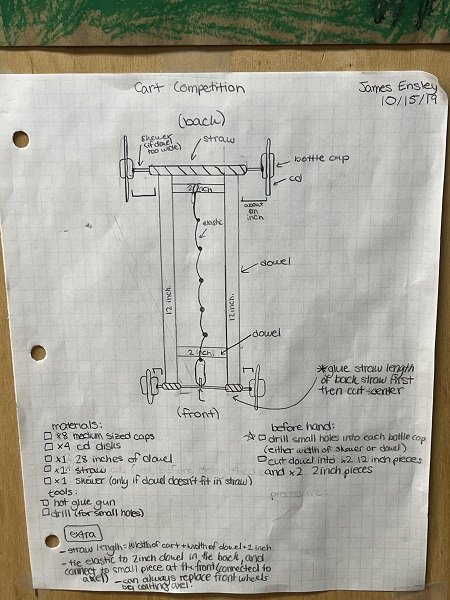 Cart Competition
James Ensley
10/15/19
(back)
skewer
(if dowel
too wide)
straw
bottle cap
cd
2 inch
about
an
inch
elastic
dowel
12 inch.
12 inch.
dowel
2 inch.
*glue straw length
of back straw first
then cut center
(front)
materials:
x8 medium sized caps
x4 cd disks
x1 28 inches of dowel
x1 straw
x1 skewer (only if dowel doesn't fit in straw)
tools:
hot glue gun
drill (for small holes)
before hand:
drill small holes into each bottle cap
(either width of skewer or dowel)
cut dowel into x2 12 inch pieces
and x2 2 inch pieces
procedure
extra
- straw length = width of cart + width of dowel + 2 inch
- tie elastic to 2 inch dowel in the back, and
connect to small piece at the front (connected to
axel)
- can always replace front wheels
by coiling axel.